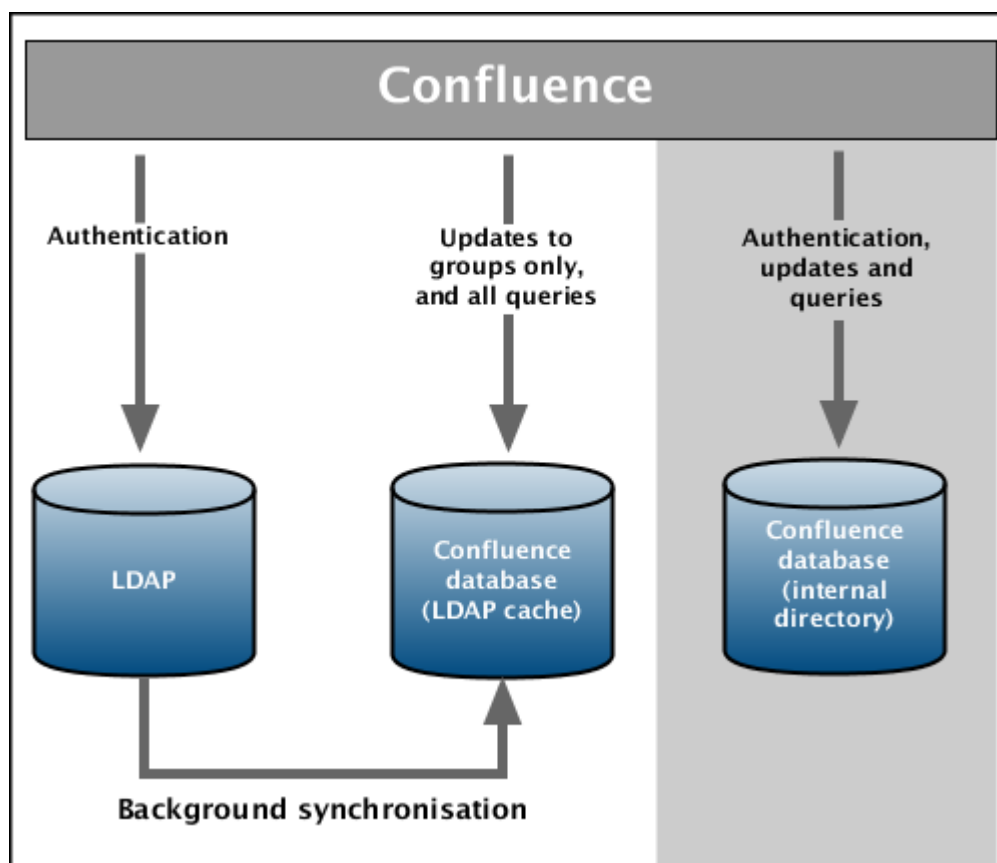 Confluence
Authentication
Updates to
groups only,
and all queries
Authentication,
updates and
queries
LDAP
Confluence
database
(LDAP cache)
Confluence
database
(internal
directory)
Background synchronisation